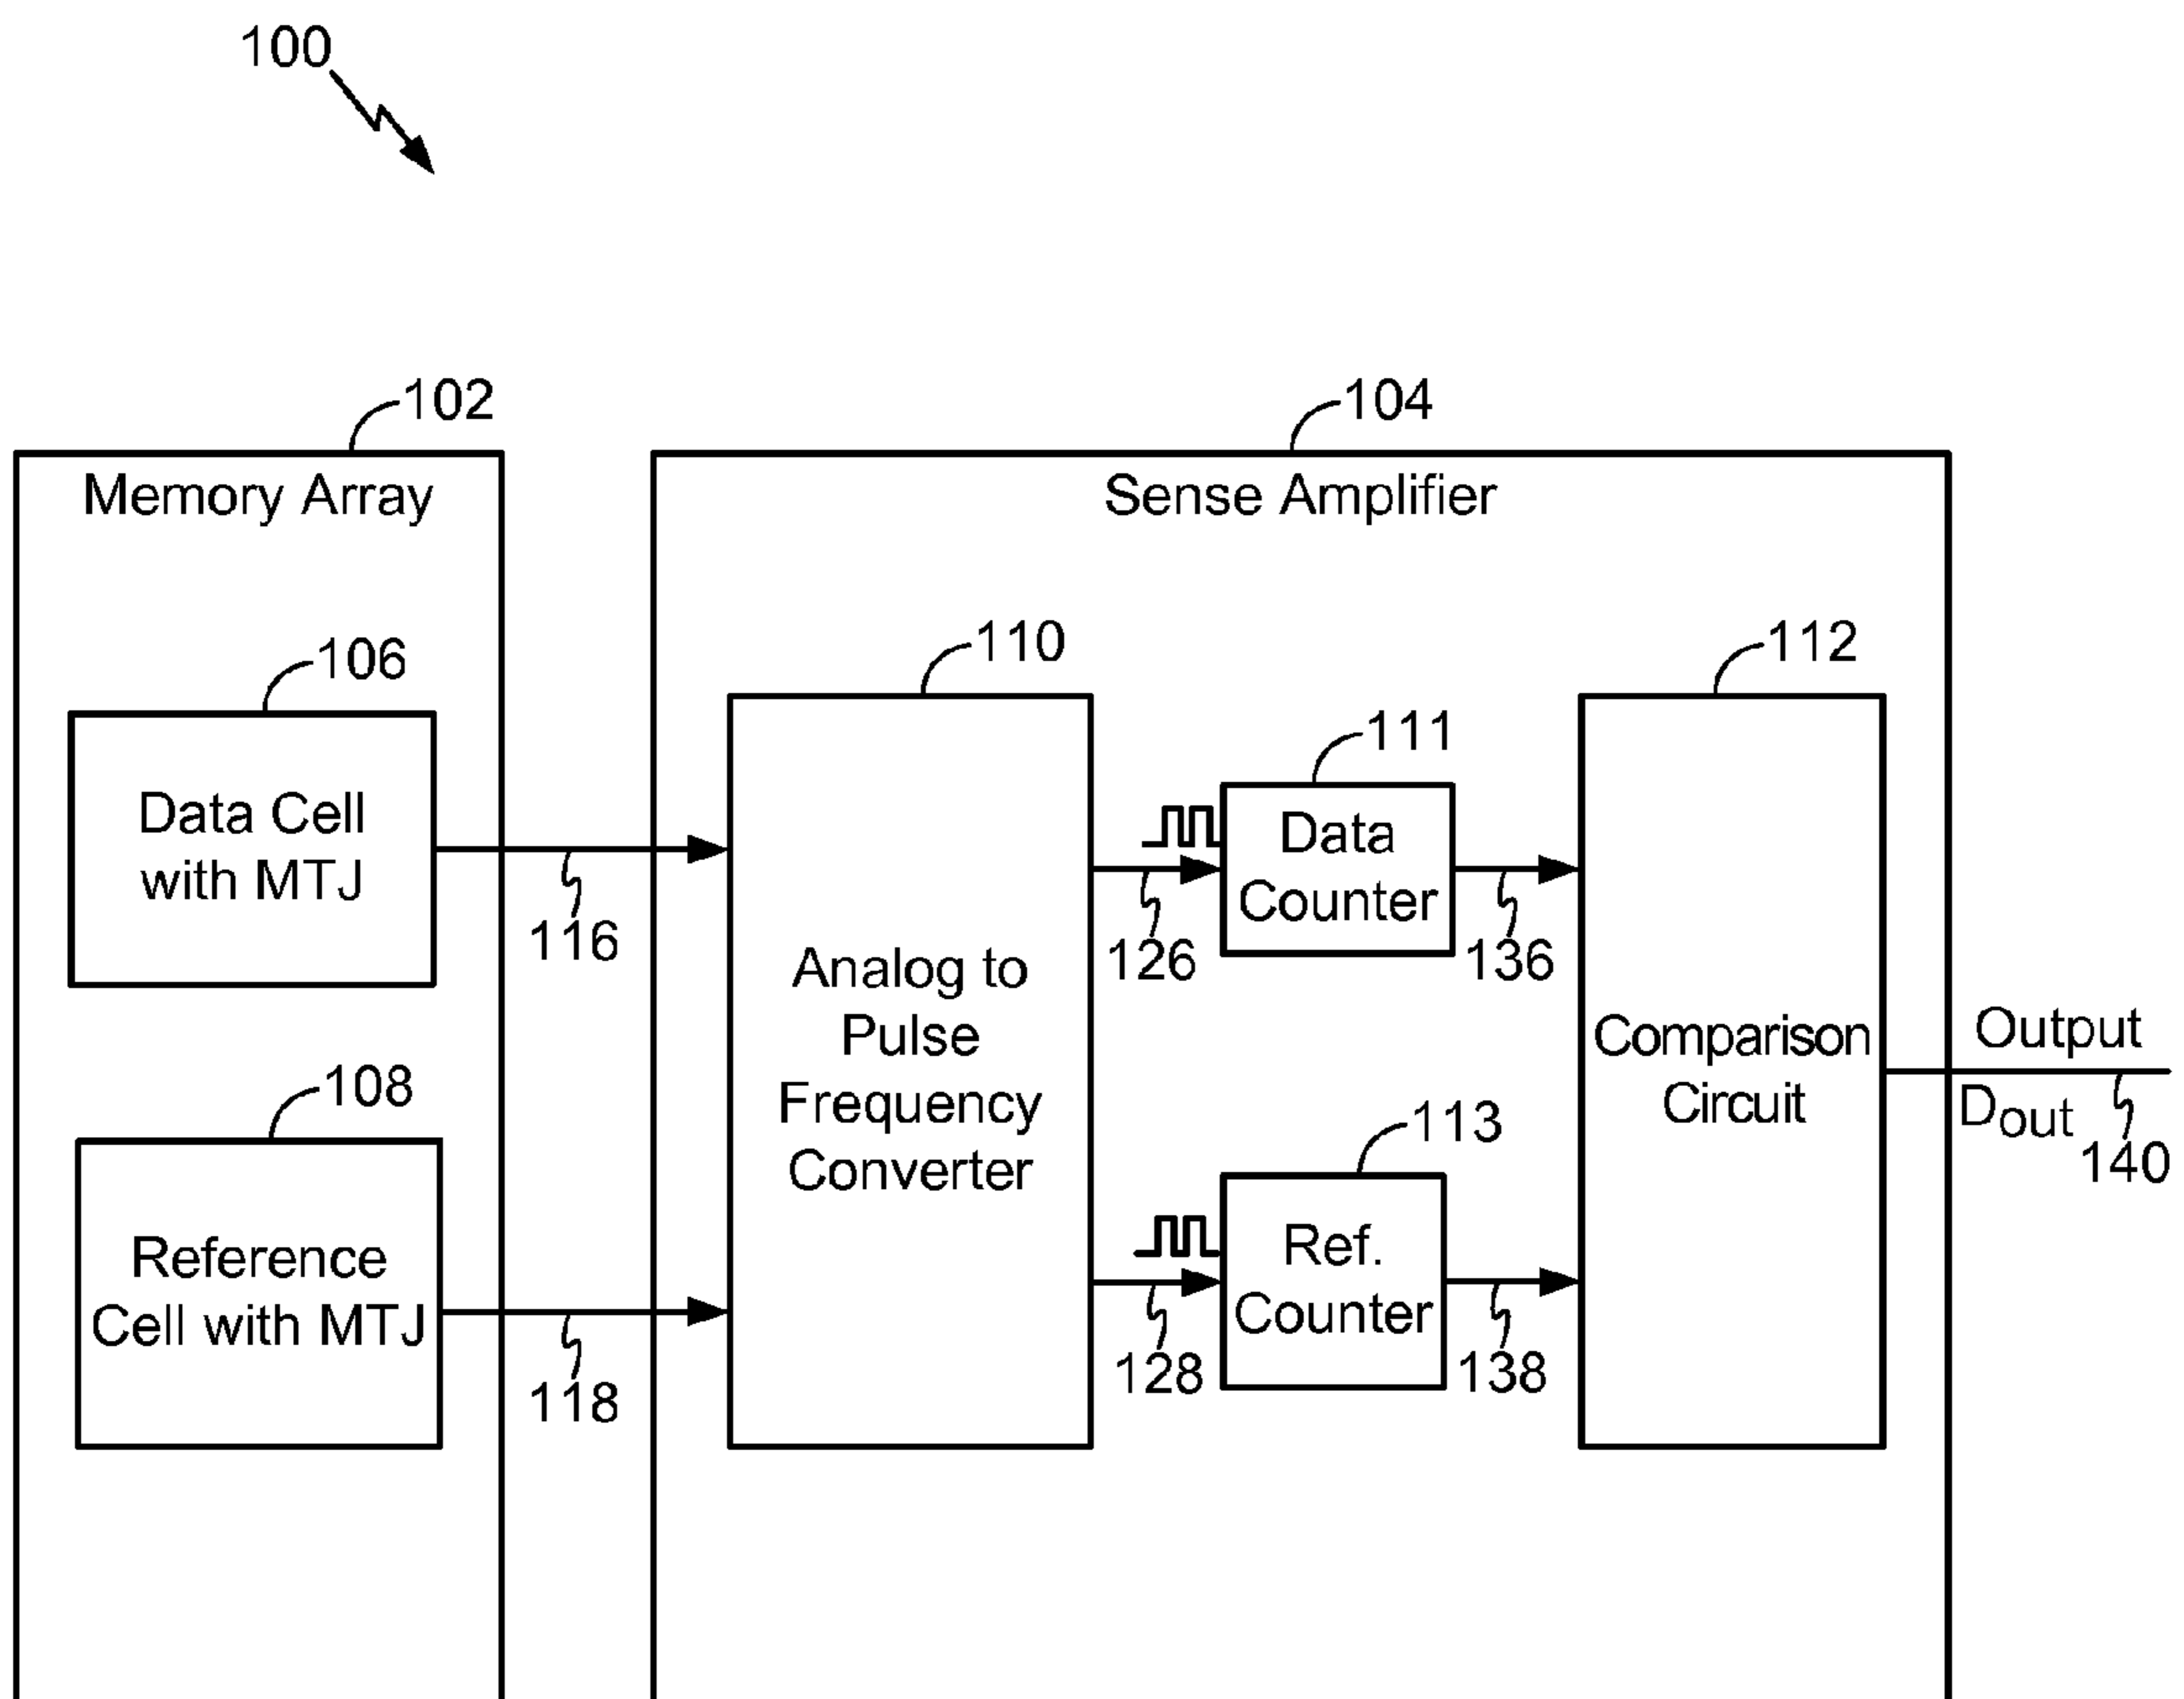 100
102
104
Memory Array
Sense Amplifier
106
110
112
111
Data Cell
with MTJ
116
Analog to
Pulse
Frequency
Converter
126
Data
Counter
136
Comparison
Circuit
Output
Dout
140
108
113
Reference
Cell with MTJ
118
128
Ref.
Counter
138